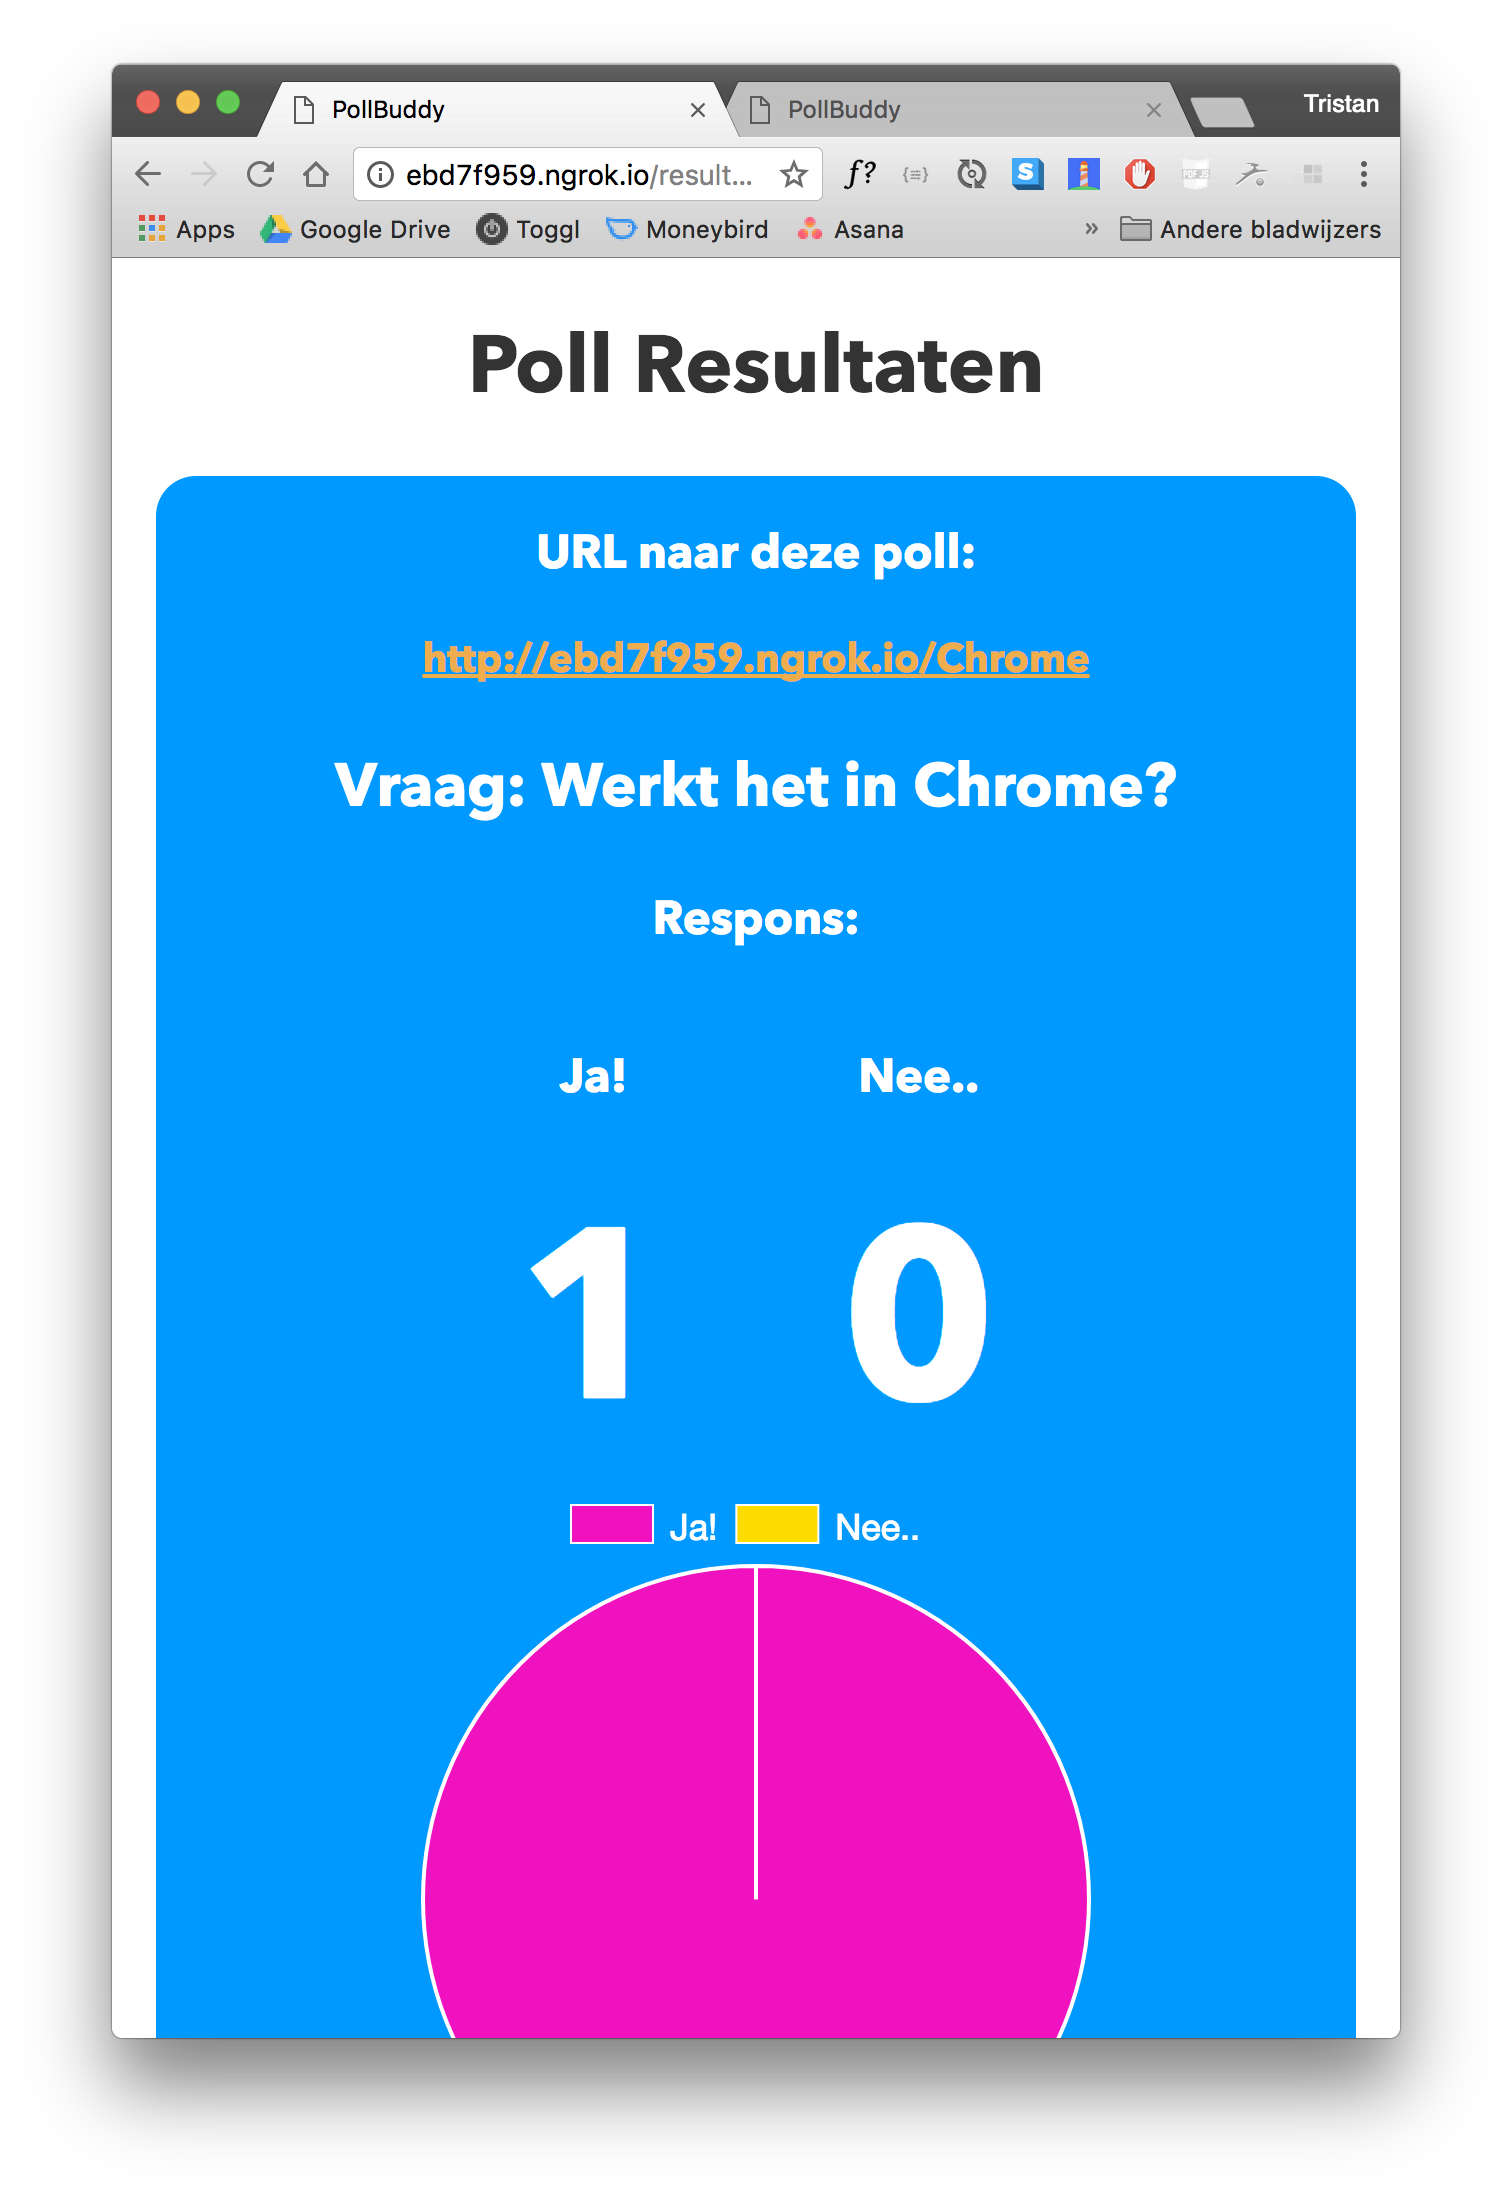 PollBuddy
PollBuddy
Tristan
ebd7f959.ngrok.io/result...
f?
S
PDF.JS
Apps
Google Drive
Toggl
Moneybird
Asana
»
Andere bladwijzers
Poll Resultaten
URL naar deze poll:
http://ebd7f959.ngrok.io/Chrome
Vraag: Werkt het in Chrome?
Respons:
Ja! Nee..
1 0
Ja! Nee..